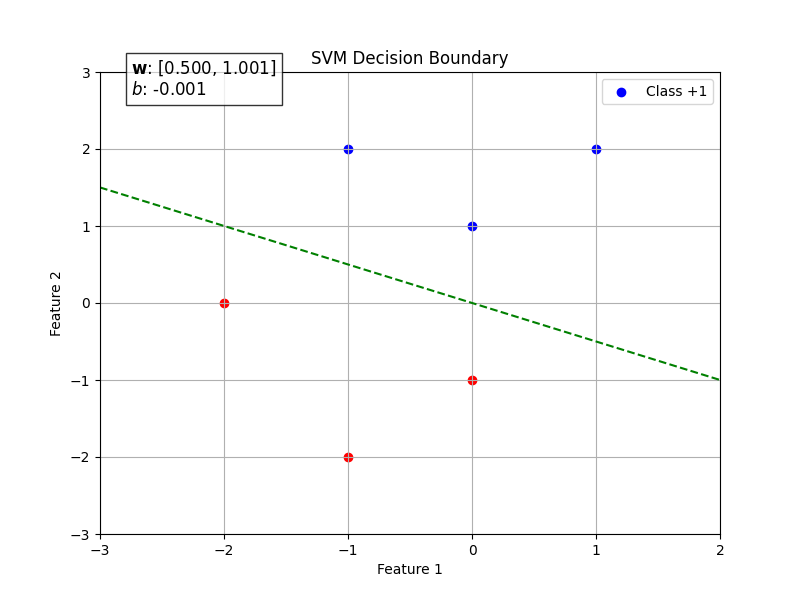 SVM Decision Boundary
w: [0.500, 1.001]
b: -0.001
Class +1
3
2
1
0
−1
−2
−3
Feature 2
−3
−2
−1
0
1
2
Feature 1